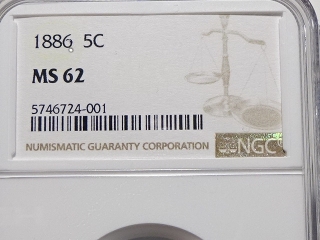 1886 5C
MS 62
5746724-001
NUMISMATIC GUARANTY CORPORATION
NGC